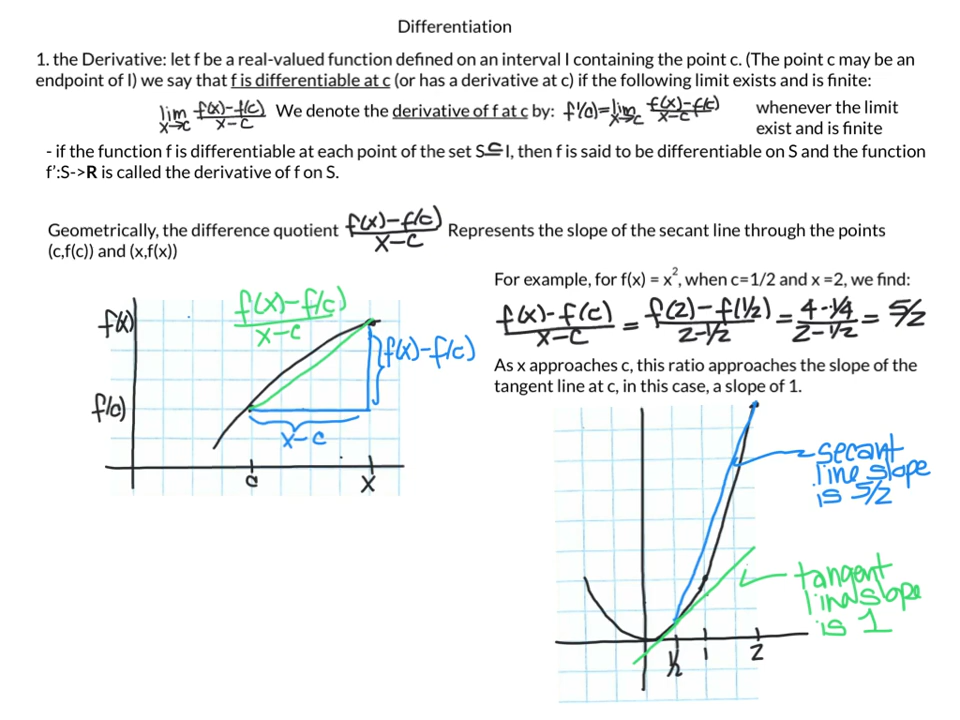 Differentiation
1. the Derivative: let f be a real-valued function defined on an interval I containing the point c. (The point c may be an
endpoint of I) we say that f is differentiable at c (or has a derivative at c) if the following limit exists and is finite:
lim x→c f(x)-f(c) / x-c We denote the derivative of f at c by: f'(c)=lim x→c f(x)-f(c) / x-c whenever the limit
exist and is finite
- if the function f is differentiable at each point of the set S⊆I, then f is said to be differentiable on S and the function
f':S->R is called the derivative of f on S.
Geometrically, the difference quotient f(x)-f(c) / x-c Represents the slope of the secant line through the points
(c,f(c)) and (x,f(x))
For example, for f(x) = x², when c=1/2 and x =2, we find:
f(x)-f(c) / x-c = f(2)-f(1/2) / 2-1/2 = 4-1/4 / 2-1/2 = 5/2
As x approaches c, this ratio approaches the slope of the
tangent line at c, in this case, a slope of 1.
f(x)
f(x)-f(c) / x-c
f(x)-f(c)
f(c)
x-c
c
x
secant
line slope
is 5/2
tangent
line slope
is 1
1/2
1
2